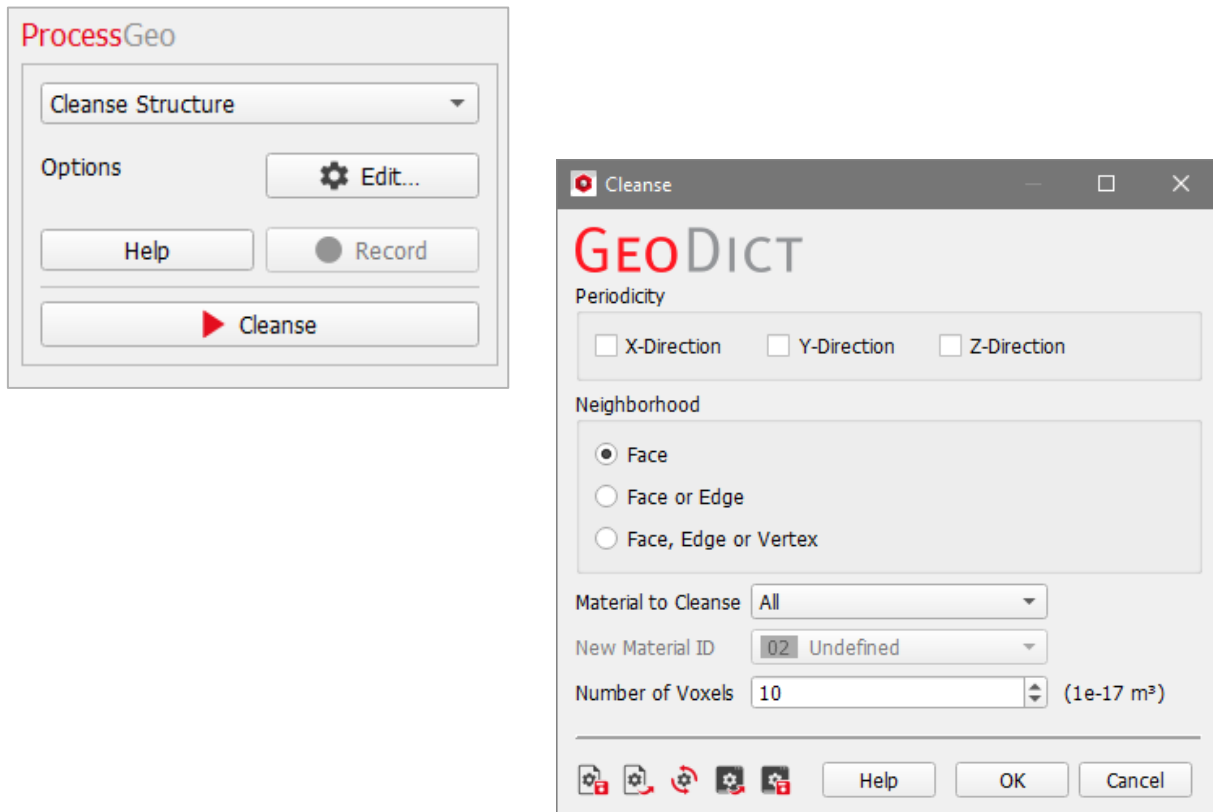 ProcessGeo
Cleanse Structure
Options
Edit...
Help
Record
Cleanse
Cleanse
GEODICT
Periodicity
X-Direction Y-Direction Z-Direction
Neighborhood
Face
Face or Edge
Face, Edge or Vertex
Material to Cleanse All
New Material ID 02 Undefined
Number of Voxels 10 (1e-17 m³)
Help OK Cancel